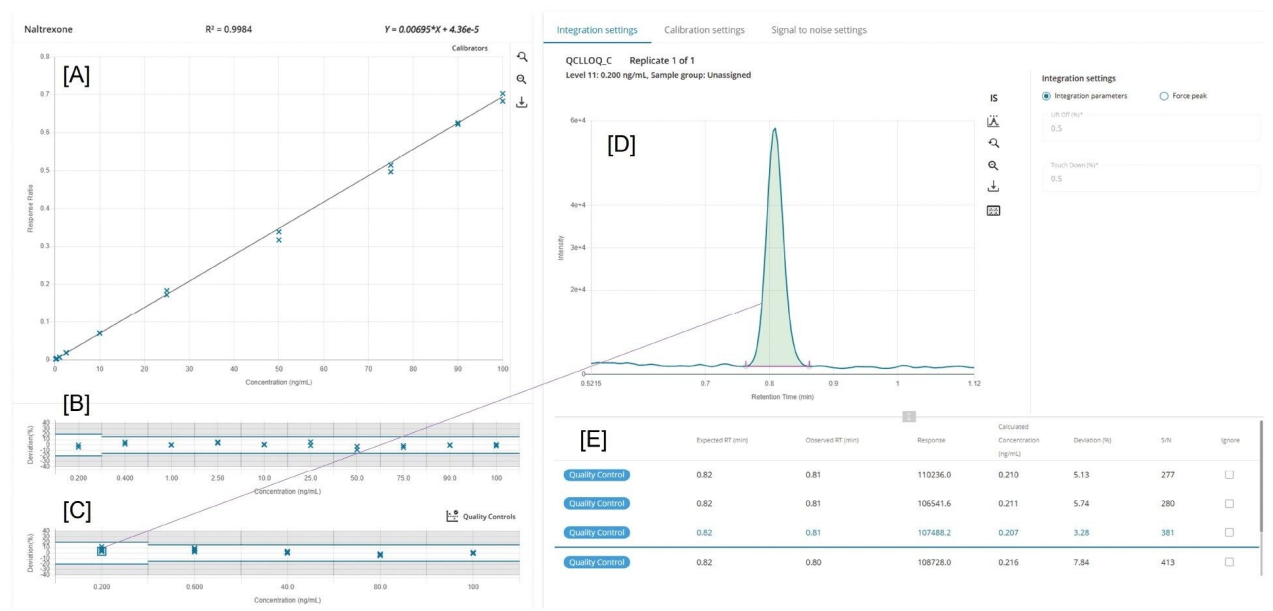 Naltrexone R² = 0.9984 Y = 0.00695*X + 4.36e-5
Calibrators
[A]
0.8
0.7
0.6
0.5
0.4
0.3
0.2
0.1
0
Response Ratio
0 10 20 30 40 50 60 70 80 90 100
Concentration (ng/mL)
[B]
Deviation(%)
0.200 0.400 1.00 2.50 10.0 25.0 50.0 75.0 90.0 100
Concentration (ng/mL)
[C]
Quality Controls
Deviation(%)
0.200 0.600 40.0 80.0 100
Concentration (ng/mL)
Integration settings Calibration settings Signal to noise settings
QCLLOQ_C Replicate 1 of 1
Level 11: 0.200 ng/mL, Sample group: Unassigned
IS
[D]
6e+4
4e+4
3e+4
2e+4
0
Intensity
0.5215 0.7 0.8 0.9 1 1.12
Retention Time (min)
Integration settings
Integration parameters Force peak
Lift Off (%)*
0.5
Touch Down (%)*
0.5
[E]
Expected RT (min) Observed RT (min) Response Calculated Concentration (ng/mL) Deviation (%) S/N Ignore
Quality Control 0.82 0.81 110236.0 0.210 5.13 277
Quality Control 0.82 0.81 106541.6 0.211 5.74 280
Quality Control 0.82 0.81 107488.2 0.207 3.28 381
Quality Control 0.82 0.80 108728.0 0.216 7.84 413